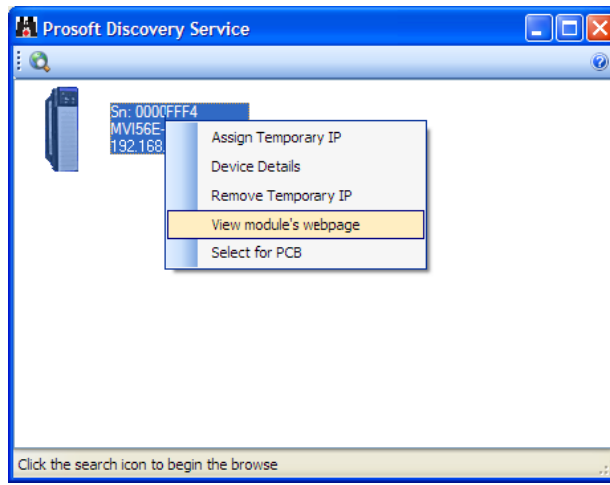 Prosoft Discovery Service
Sn: 0000FFF4
MVI56E-
192.168.
Assign Temporary IP
Device Details
Remove Temporary IP
View module's webpage
Select for PCB
Click the search icon to begin the browse